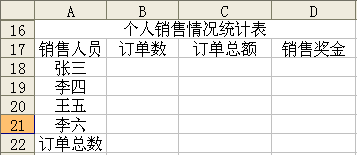 A B C D
16 个人销售情况统计表
17 销售人员 订单数 订单总额 销售奖金
18 张三
19 李四
20 王五
21 李六
22 订单总数